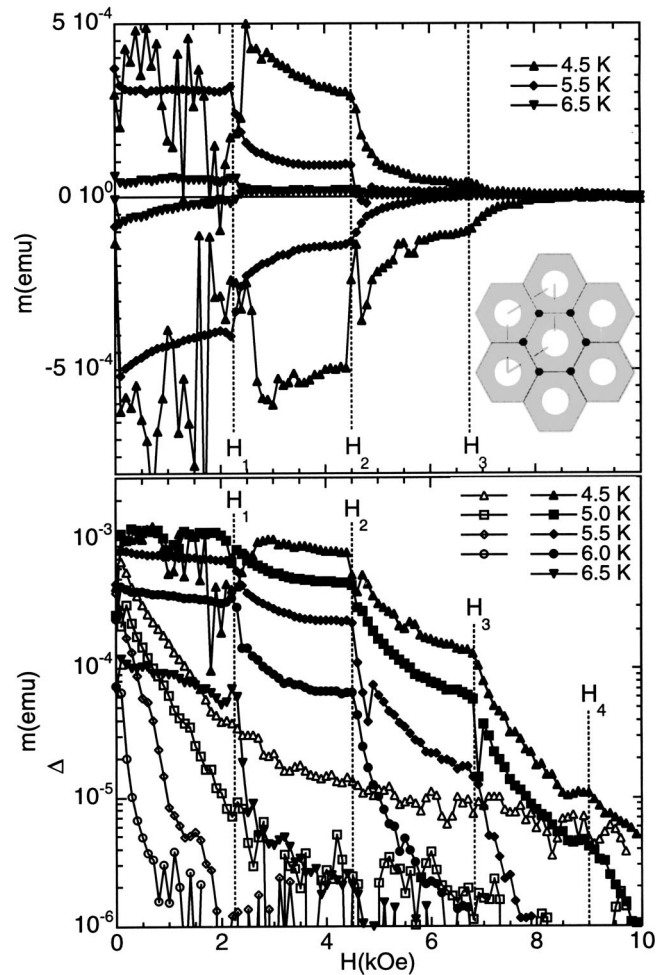 5 10⁻⁴
4.5 K
5.5 K
6.5 K
0 10⁰
m(emu)
-5 10⁻⁴
H₁
H₂
H₃
H₁
H₂
4.5 K
5.0 K
5.5 K
6.0 K
6.5 K
10⁻³
H₃
10⁻⁴
H₄
Δ m(emu)
10⁻⁵
10⁻⁶
0 2 4 6 8 10
H(kOe)